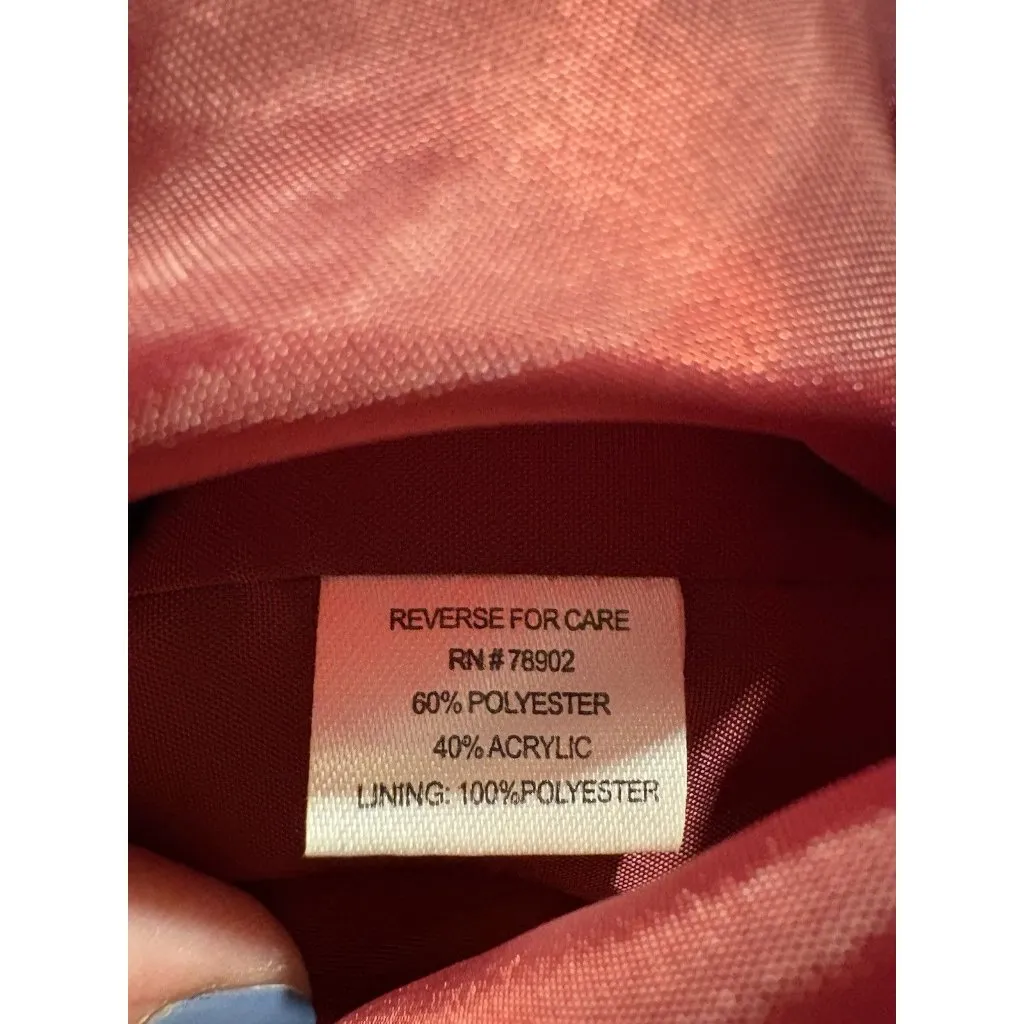 REVERSE FOR CARE
RN # 78902
60% POLYESTER
40% ACRYLIC
LINING: 100%POLYESTER